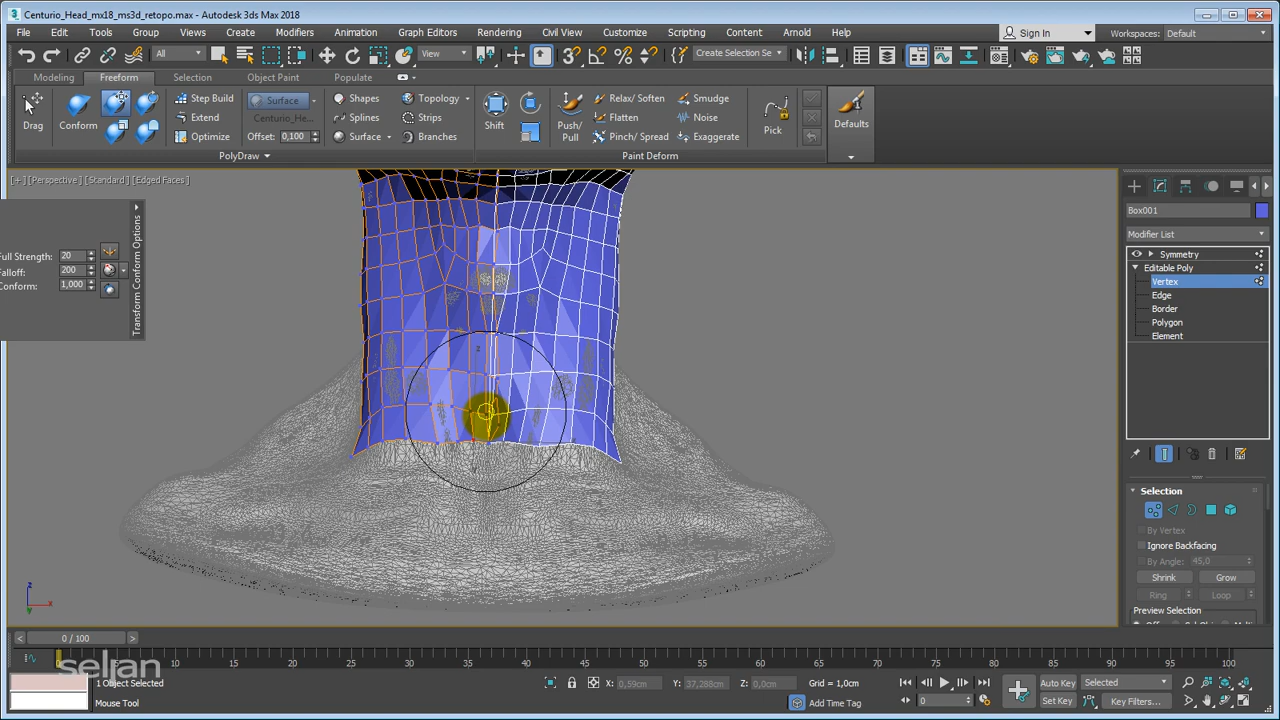 Centurio_Head_mx18_ms3d_retopo.max - Autodesk 3ds Max 2018
File Edit Tools Group Views Create Modifiers Animation Graph Editors Rendering Civil View Customize Scripting Content Arnold Help Sign In Workspaces: Default
All View Create Selection Se
Modeling Freeform Selection Object Paint Populate
Drag Conform Step Build Extend Optimize Surface Centurio_He... Offset: 0,100 Shapes Splines Surface Topology Strips Branches Shift Push/ Pull Relax/ Soften Flatten Pinch/ Spread Smudge Noise Exaggerate Pick Defaults
PolyDraw Paint Deform
[+] [Perspective] [Standard] [Edged Faces]
Full Strength: 20
Falloff: 200
Conform: 1,000
Transform Conform Options
z
Box001
Modifier List
Symmetry
Editable Poly
Vertex
Edge
Border
Polygon
Element
Selection
By Vertex
Ignore Backfacing
By Angle: 45,0
Shrink Grow
Ring Loop
Preview Selection
z
x
y
0 / 100
5 10 15 20 25 30 35 40 45 50 55 60 65 70 75 80 85 90 95 100
selian
1 Object Selected
Mouse Tool
X: 0,59cm Y: 37,288cm Z: 0,0cm Grid = 1,0cm
Add Time Tag
0
Auto Key Selected
Set Key Key Filters...